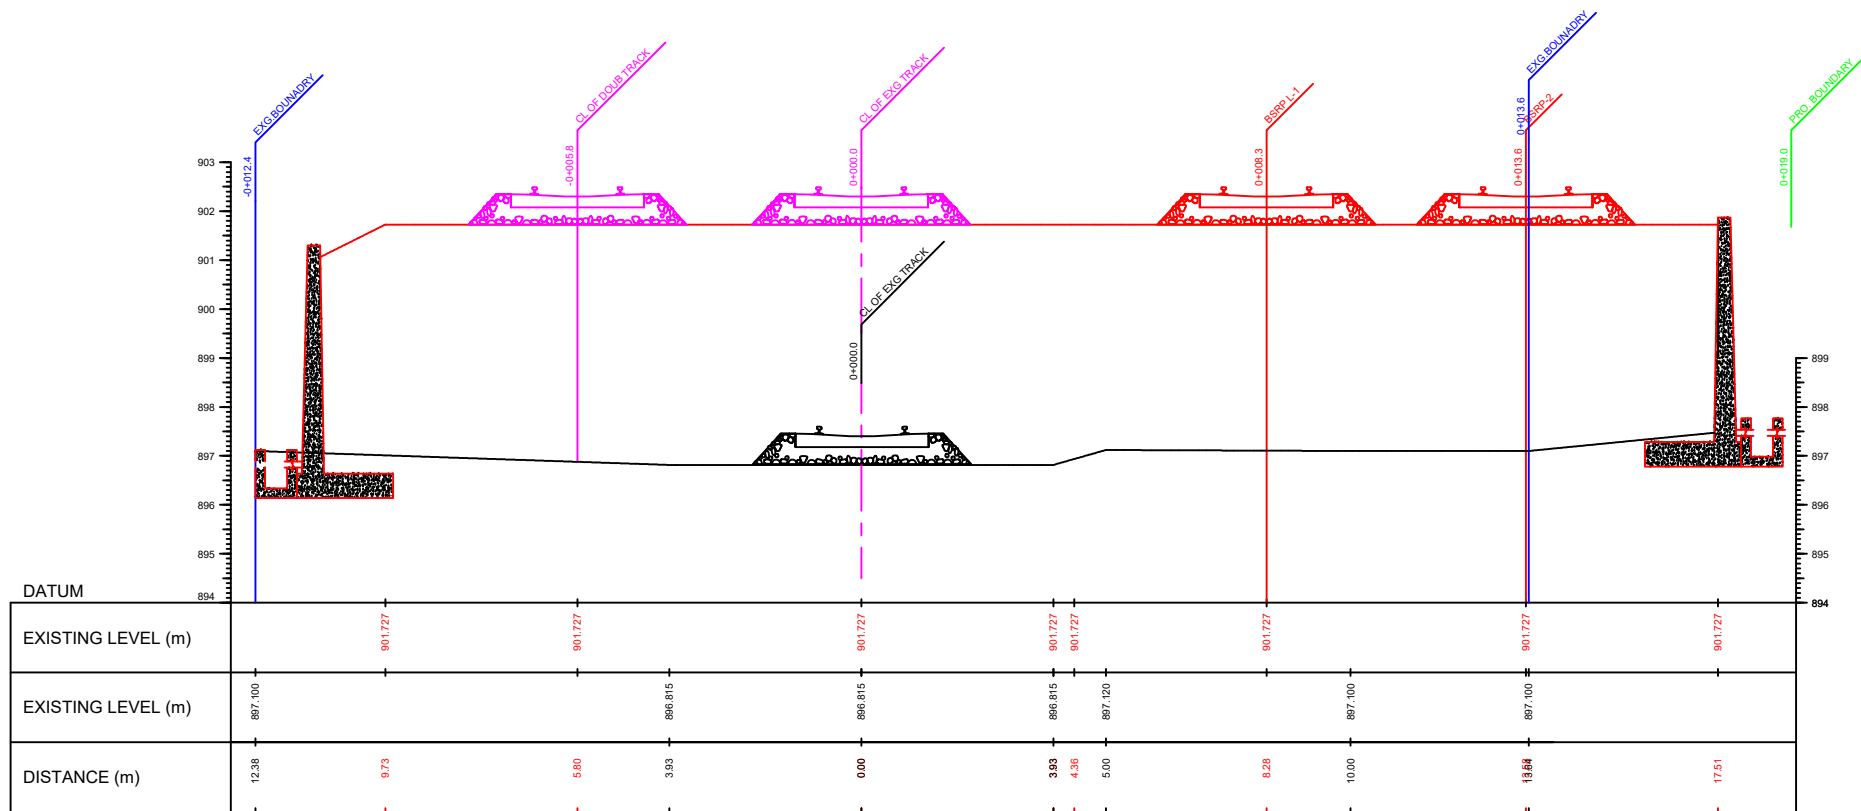 EXG.BOUNADRY
-0+012.4
CL OF DOUB TRACK
-0+005.8
CL OF EXG TRACK
0+000.0
BSRP L-1
0+008.3
EXG.BOUNADRY
0+013.6
BSRP-2
0+013.6
PRO. BOUNDARY
0+019.0
CL OF EXG TRACK
0+000.0
903
902
901
900
899
898
897
896
895
894
899
898
897
896
895
894
DATUM
EXISTING LEVEL (m) 901.727 901.727 901.727 901.727 901.727 901.727 901.727 901.727
EXISTING LEVEL (m) 897.100 896.815 896.815 896.815 897.120 897.100 897.100
DISTANCE (m) 12.38 9.73 5.80 3.93 0.00 3.93 4.36 5.00 8.28 10.00 17.51